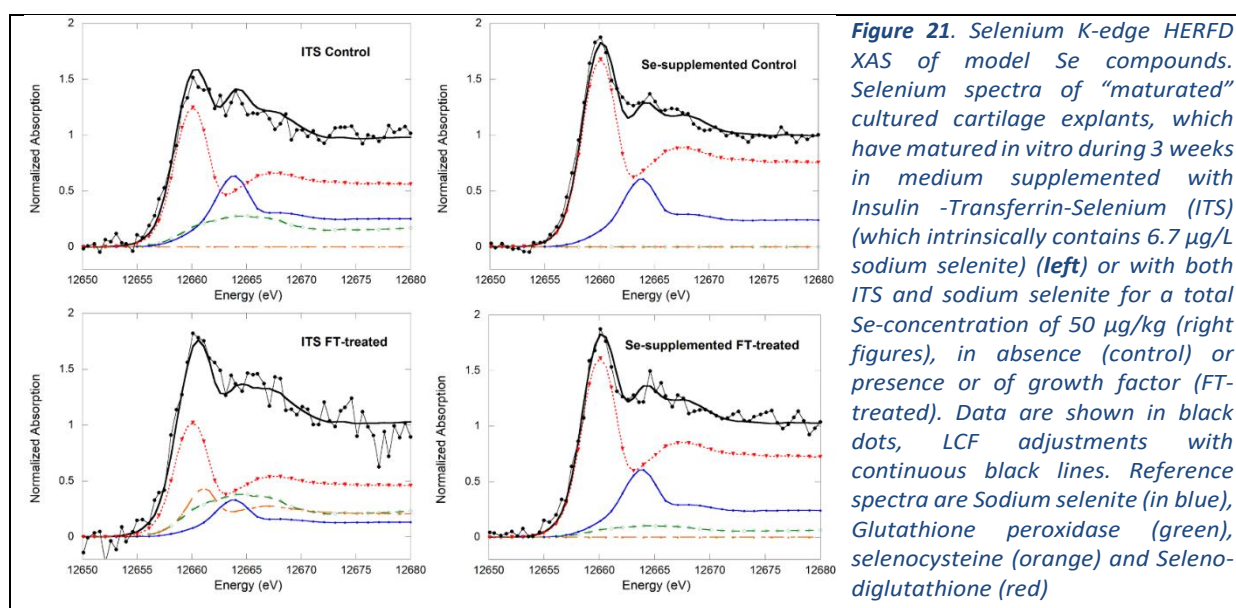 2
ITS Control
1.5
Normalized Absorption
1
0.5
0
12650 12655 12660 12665 12670 12675 12680
Energy (eV)
2
Se-supplemented Control
1.5
Normalized Absorption
1
0.5
0
12650 12655 12660 12665 12670 12675 12680
Energy (eV)
2
ITS FT-treated
1.5
Normalized Absorption
1
0.5
0
12650 12655 12660 12665 12670 12675 12680
Energy (eV)
2
Se-supplemented FT-treated
1.5
Normalized Absorption
1
0.5
0
12650 12655 12660 12665 12670 12675 12680
Energy (eV)
Figure 21. Selenium K-edge HERFD
XAS of model Se compounds.
Selenium spectra of “maturated”
cultured cartilage explants, which
have matured in vitro during 3 weeks
in medium supplemented with
Insulin -Transferrin-Selenium (ITS)
(which intrinsically contains 6.7 µg/L
sodium selenite) (left) or with both
ITS and sodium selenite for a total
Se-concentration of 50 µg/kg (right
figures), in absence (control) or
presence or of growth factor (FT-
treated). Data are shown in black
dots, LCF adjustments with
continuous black lines. Reference
spectra are Sodium selenite (in blue),
Glutathione peroxidase (green),
selenocysteine (orange) and Seleno-
diglutathione (red)